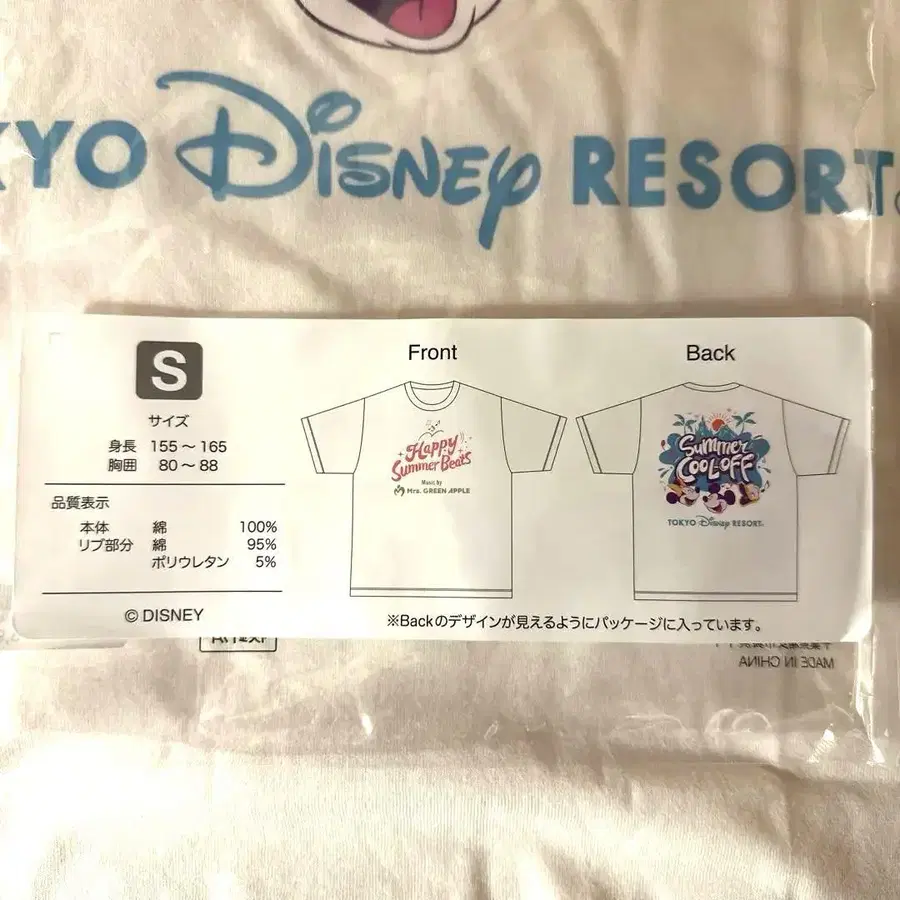 KYO Disney RESORT
S
サイズ
身長 155～165
胸囲 80～88
品質表示
本体 綿 100%
リブ部分 綿 95%
ポリウレタン 5%
© DISNEY
Front
Happy
Summer Beats
Music by
Mrs. GREEN APPLE
Back
Summer
COOL-OFF
TOKYO Disney RESORT®
※Backのデザインが見えるようにパッケージに入っています。
MADE IN CHINA